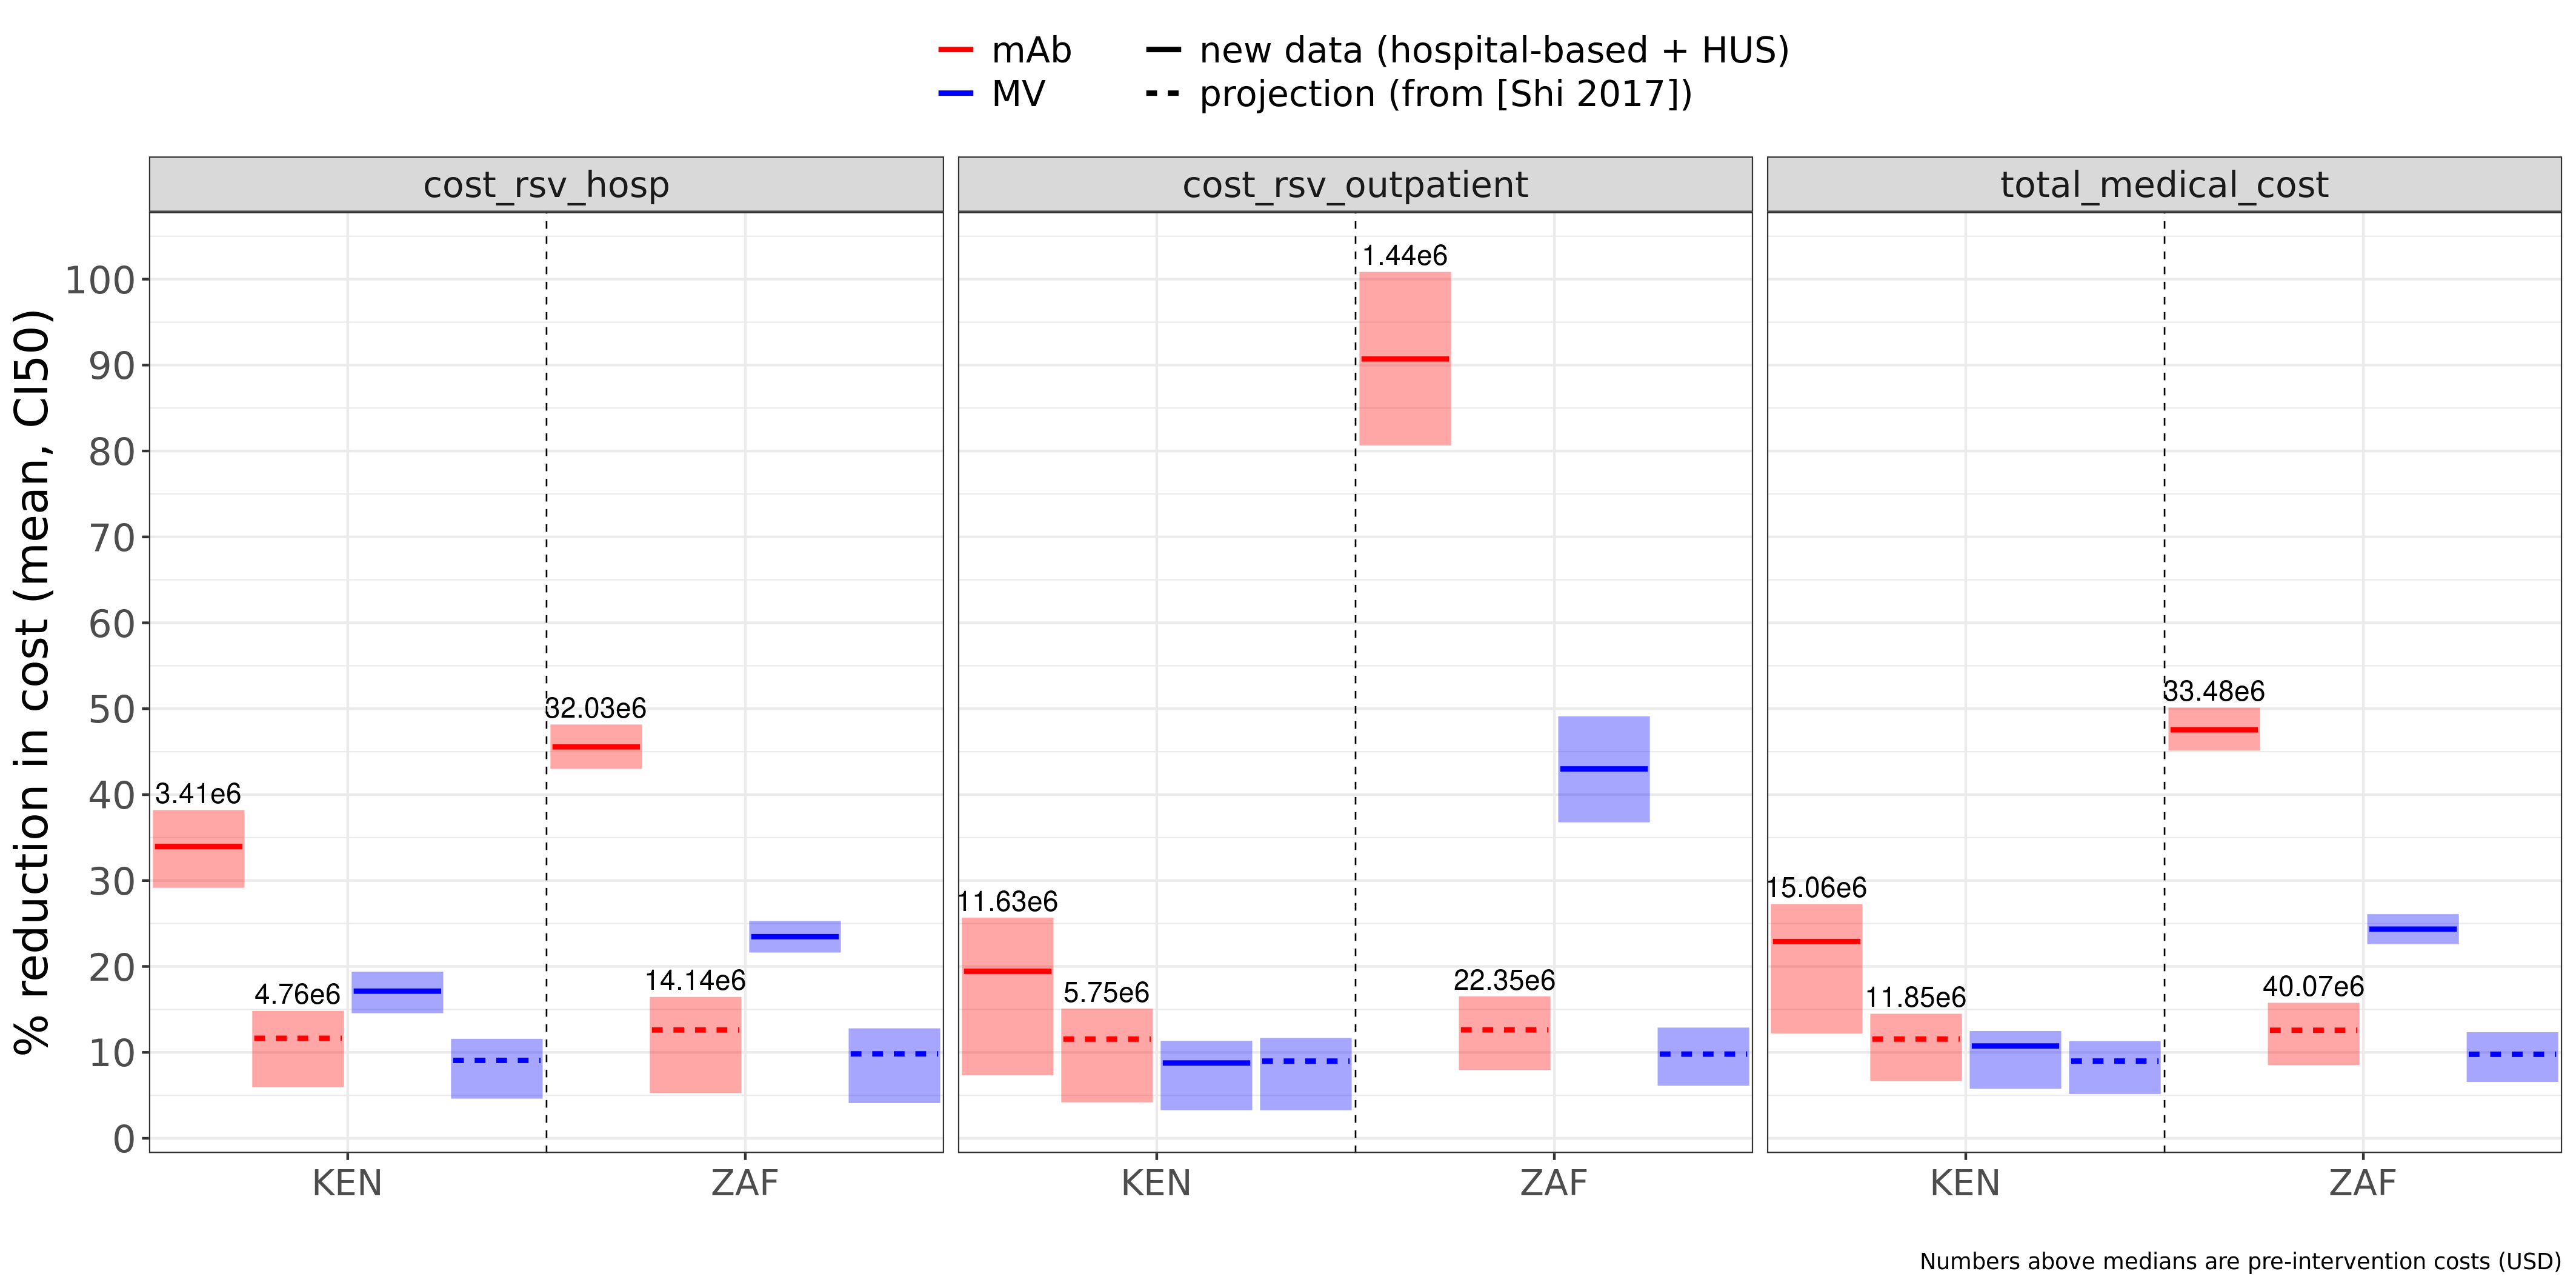 mAb
MV
new data (hospital-based + HUS)
projection (from [Shi 2017])
% reduction in cost (mean, CI50)
cost_rsv_hosp
cost_rsv_outpatient
total_medical_cost
100
90
80
70
60
50
40
30
20
10
0
3.41e6
4.76e6
32.03e6
14.14e6
11.63e6
5.75e6
1.44e6
22.35e6
15.06e6
11.85e6
33.48e6
40.07e6
KEN
ZAF
KEN
ZAF
KEN
ZAF
Numbers above medians are pre-intervention costs (USD)